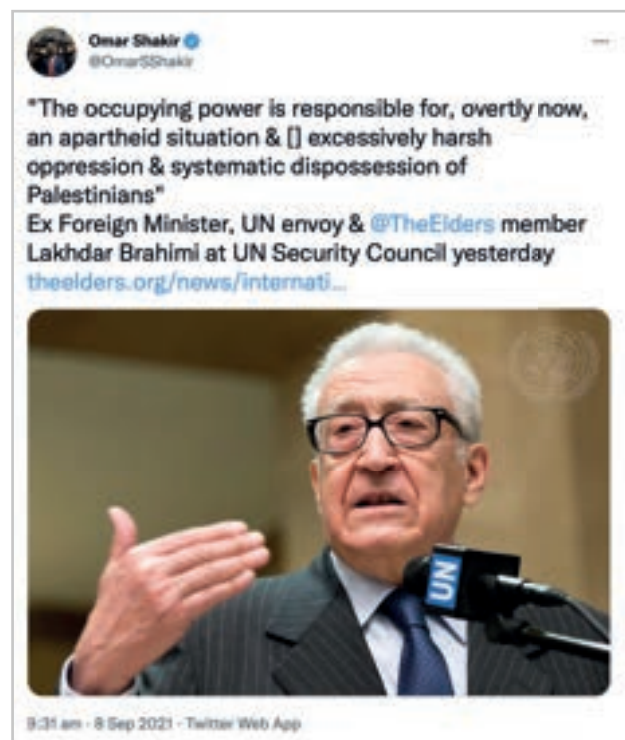 Omar Shakir
@OmarSShakir
"The occupying power is responsible for, overtly now,
an apartheid situation & [] excessively harsh
oppression & systematic dispossession of
Palestinians"
Ex Foreign Minister, UN envoy & @TheElders member
Lakhdar Brahimi at UN Security Council yesterday
theelders.org/news/internati...
UN
9:31 am · 8 Sep 2021 · Twitter Web App